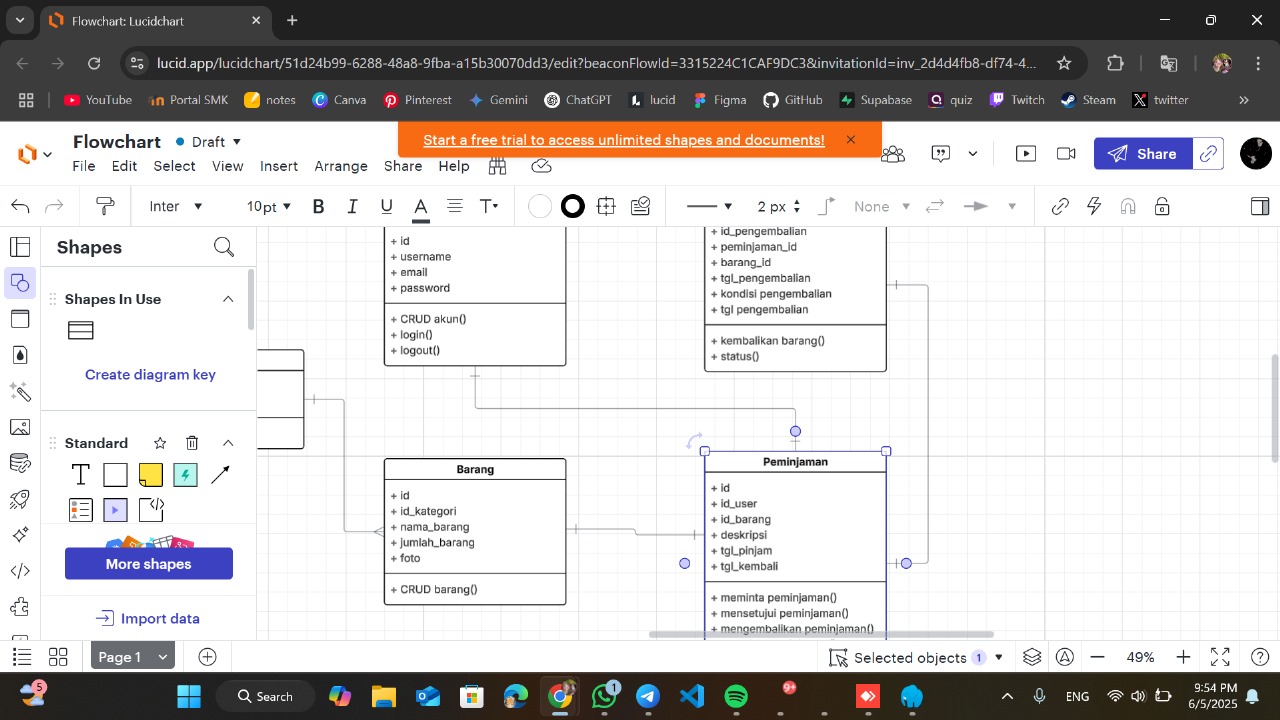 Flowchart: Lucidchart
lucid.app/lucidchart/51d24b99-6288-48a8-9fba-a15b30070dd3/edit?beaconFlowId=3315224C1CAF9DC3&invitationId=inv_2d4d4fb8-df74-4...
YouTube
Portal SMK
notes
Canva
Pinterest
Gemini
ChatGPT
lucid
Figma
GitHub
Supabase
quiz
Twitch
Steam
twitter
Flowchart
Draft
Start a free trial to access unlimited shapes and documents!
Share
File
Edit
Select
View
Insert
Arrange
Share
Help
Inter
10pt
B
I
U
A
T
2 px
None
Shapes
Shapes In Use
Create diagram key
Standard
T
More shapes
Import data
+ id
+ username
+ email
+ password
+ CRUD akun()
+ login()
+ logout()
+ id_pengembalian
+ peminjaman_id
+ barang_id
+ tgl_pengembalian
+ kondisi pengembalian
+ tgl pengembalian
+ kembalikan barang()
+ status()
Barang
+ id
+ id_kategori
+ nama_barang
+ jumlah_barang
+ foto
+ CRUD barang()
Peminjaman
+ id
+ id_user
+ id_barang
+ deskripsi
+ tgl_pinjam
+ tgl_kembali
+ meminta peminjaman()
+ mensetujui peminjaman()
+ mengembalikan peminjaman()
Page 1
Selected objects
1
49%
5
Search
1
9+
ENG
9:54 PM
6/5/2025